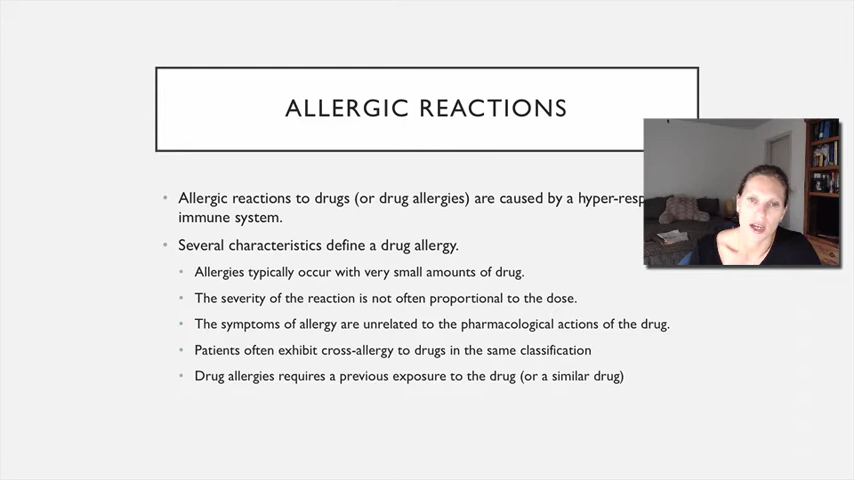 ALLERGIC REACTIONS
Allergic reactions to drugs (or drug allergies) are caused by a
immune system.
Several characteristics define a drug allergy.
Allergies typically occur with very small amounts of drug.
The severity of the reaction is not often proportional to the dose.
The symptoms of allergy are unrelated to the pharmacological actions of the drug.
Patients often exhibit cross-allergy to drugs in the same classification
Drug allergies requires a previous exposure to the drug (or a similar drug)